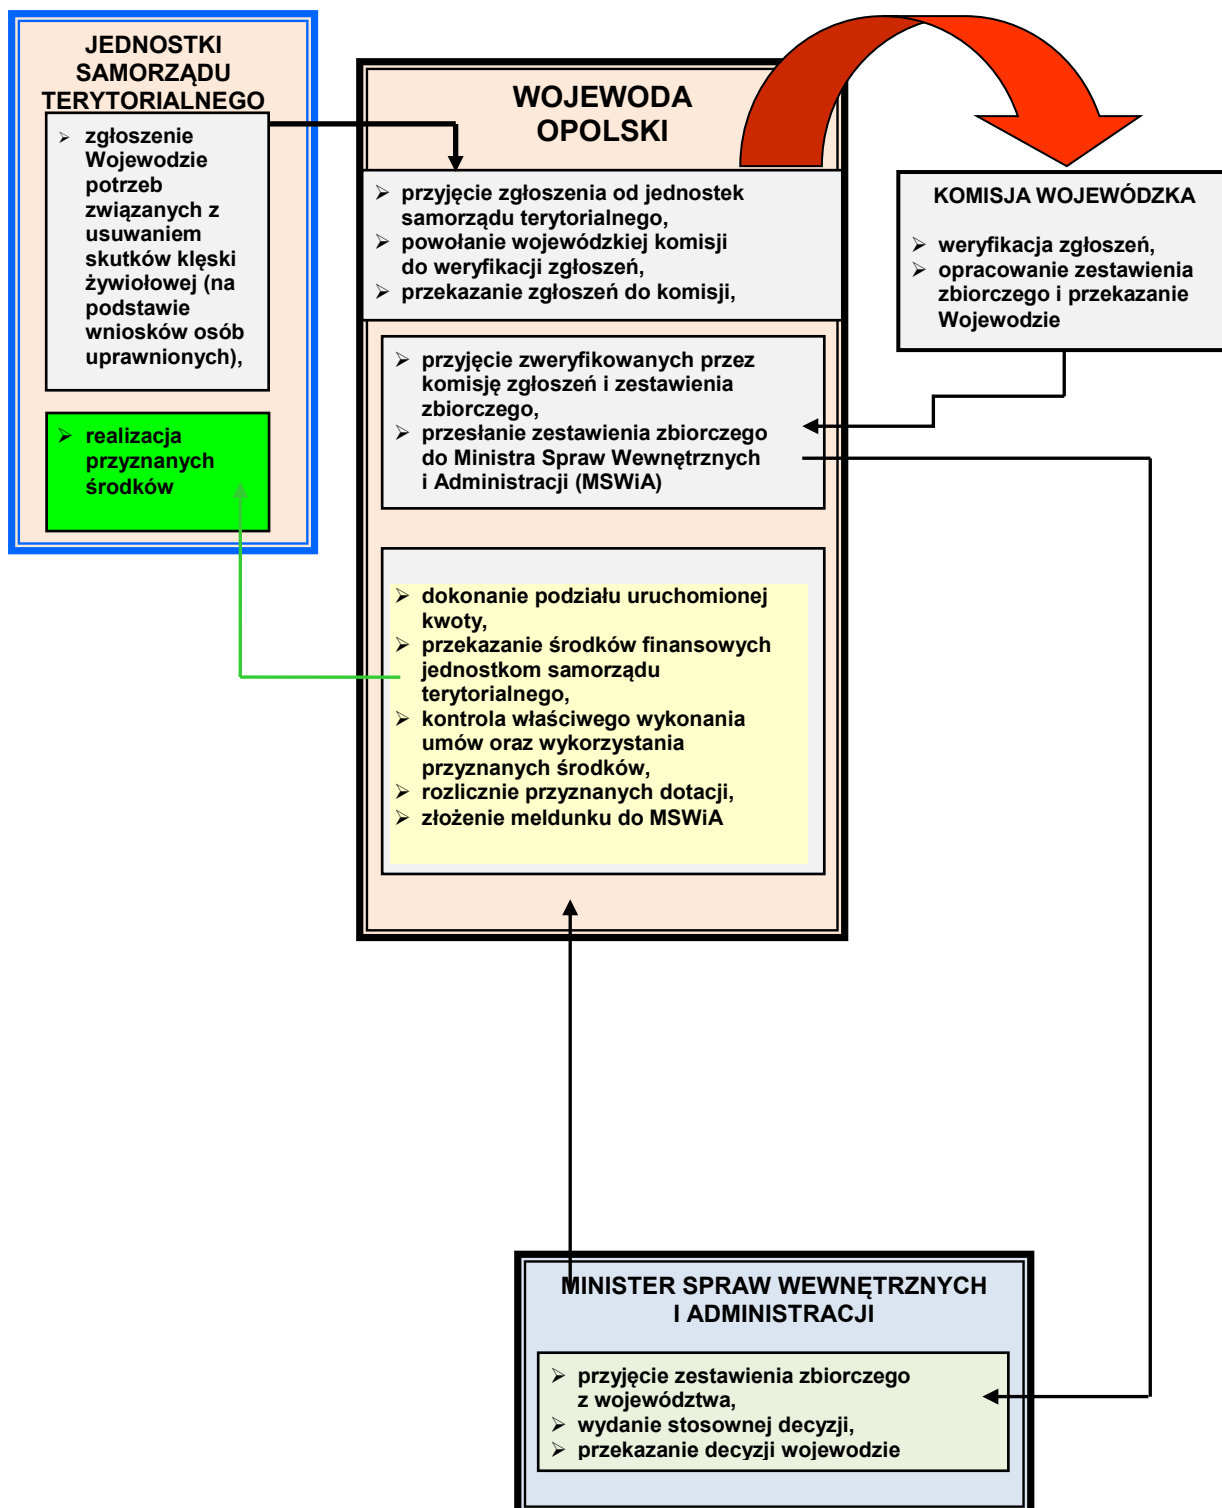 JEDNOSTKI
SAMORZĄDU
TERYTORIALNEGO
➢ zgłoszenie
Wojewodzie
potrzeb
związanych z
usuwaniem
skutków klęski
żywiołowej (na
podstawie
wniosków osób
uprawnionych),
➢ realizacja
przyznanych
środków
WOJEWODA
OPOLSKI
➢ przyjęcie zgłoszenia od jednostek
samorządu terytorialnego,
➢ powołanie wojewódzkiej komisji
do weryfikacji zgłoszeń,
➢ przekazanie zgłoszeń do komisji,
➢ przyjęcie zweryfikowanych przez
komisję zgłoszeń i zestawienia
zbiorczego,
➢ przesłanie zestawienia zbiorczego
do Ministra Spraw Wewnętrznych
i Administracji (MSWiA)
➢ dokonanie podziału uruchomionej
kwoty,
➢ przekazanie środków finansowych
jednostkom samorządu
terytorialnego,
➢ kontrola właściwego wykonania
umów oraz wykorzystania
przyznanych środków,
➢ rozlicznie przyznanych dotacji,
➢ złożenie meldunku do MSWiA
KOMISJA WOJEWÓDZKA
➢ weryfikacja zgłoszeń,
➢ opracowanie zestawienia
zbiorczego i przekazanie
Wojewodzie
MINISTER SPRAW WEWNĘTRZNYCH
I ADMINISTRACJI
➢ przyjęcie zestawienia zbiorczego
z województwa,
➢ wydanie stosownej decyzji,
➢ przekazanie decyzji wojewodzie